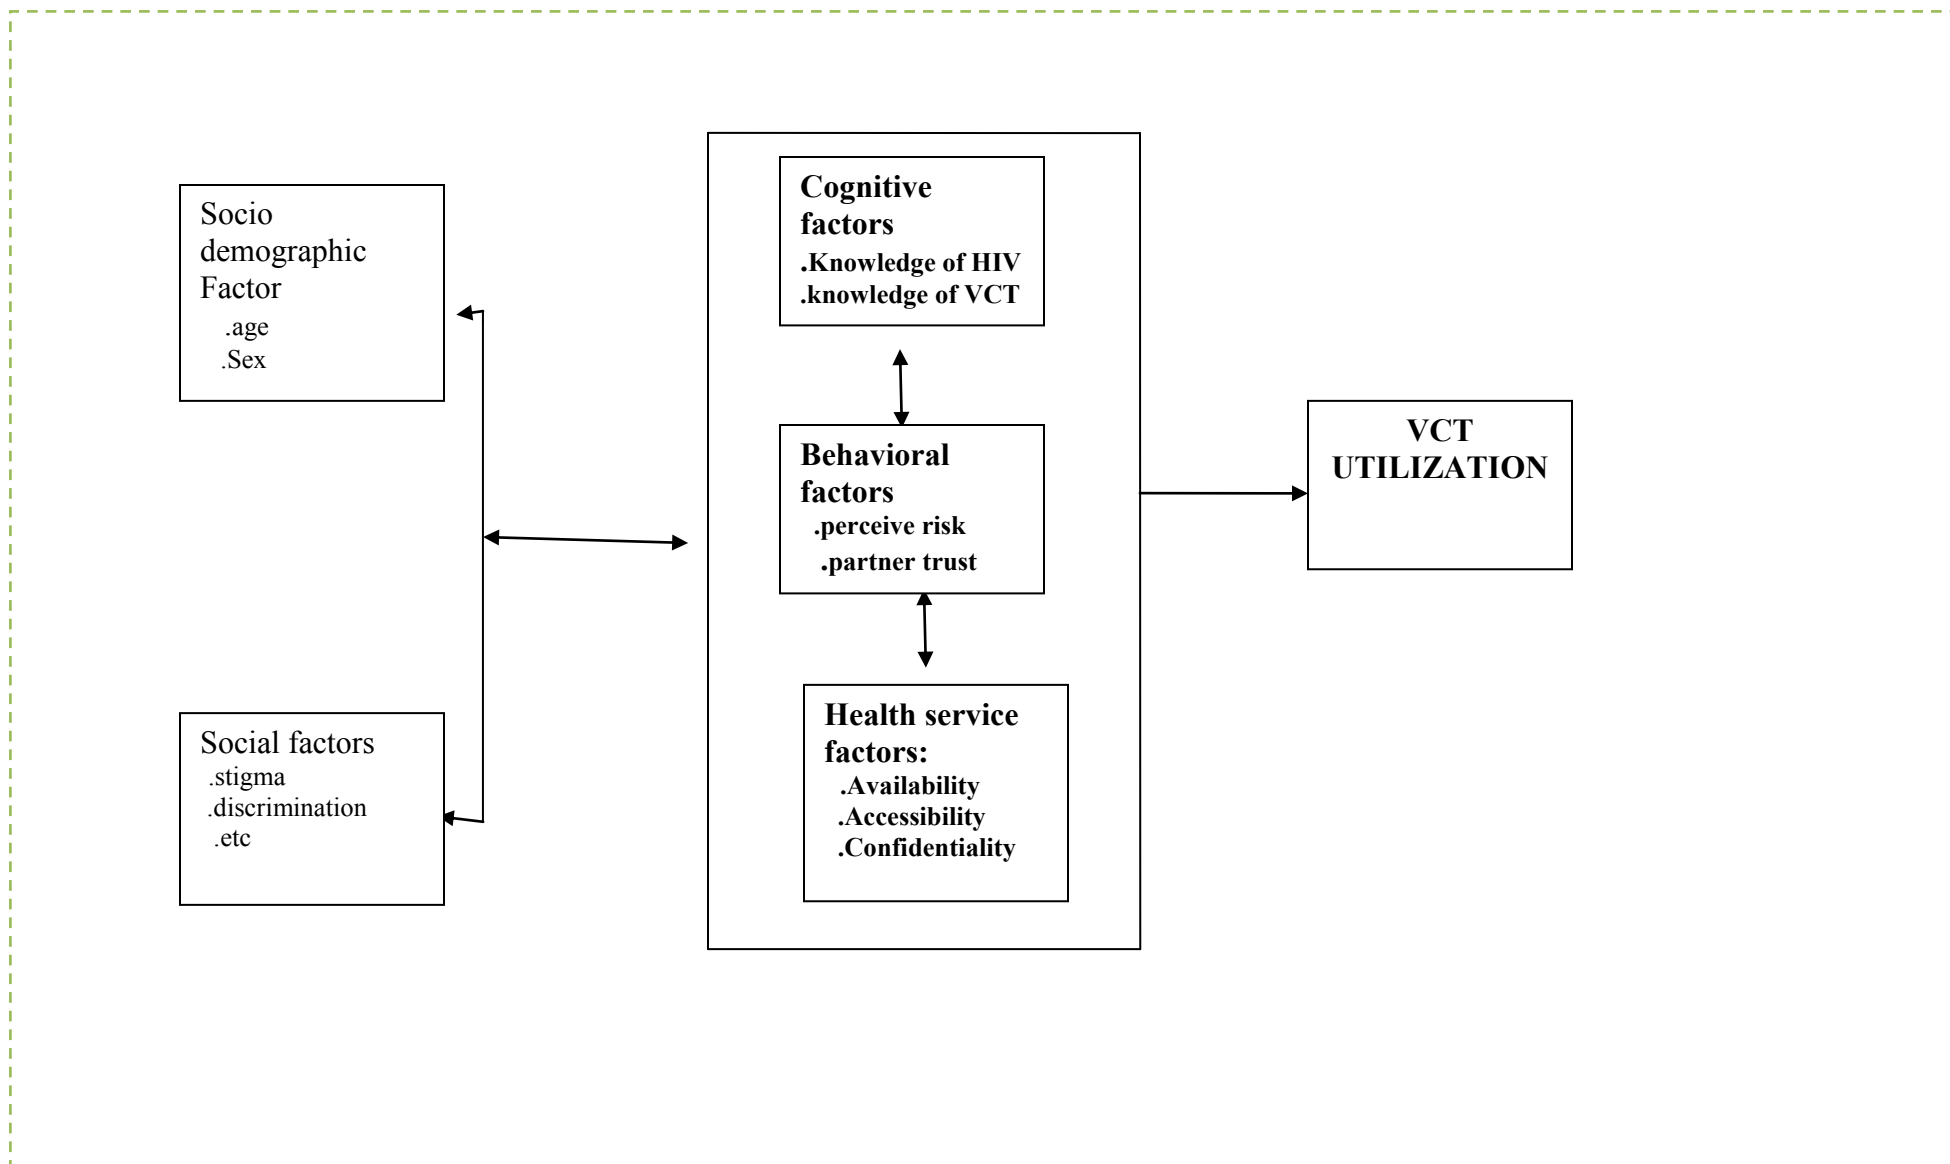 Socio
demographic
Factor
.age
.Sex
Social factors
.stigma
.discrimination
.etc
Cognitive
factors
.Knowledge of HIV
.knowledge of VCT
Behavioral
factors
.perceive risk
.partner trust
Health service
factors:
.Availability
.Accessibility
.Confidentiality
VCT
UTILIZATION